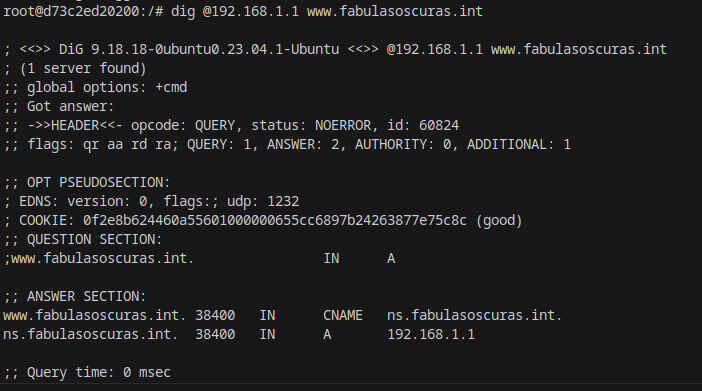 root@d73c2ed20200:/# dig @192.168.1.1 www.fabulasoscuras.int
; <<>> DiG 9.18.18-0ubuntu0.23.04.1-Ubuntu <<>> @192.168.1.1 www.fabulasoscuras.int
; (1 server found)
;; global options: +cmd
;; Got answer:
;; ->>HEADER<<- opcode: QUERY, status: NOERROR, id: 60824
;; flags: qr aa rd ra; QUERY: 1, ANSWER: 2, AUTHORITY: 0, ADDITIONAL: 1
;; OPT PSEUDOSECTION:
; EDNS: version: 0, flags:; udp: 1232
; COOKIE: 0f2e8b624460a55601000000655cc6897b24263877e75c8c (good)
;; QUESTION SECTION:
;www.fabulasoscuras.int. IN A
;; ANSWER SECTION:
www.fabulasoscuras.int. 38400 IN CNAME ns.fabulasoscuras.int.
ns.fabulasoscuras.int. 38400 IN A 192.168.1.1
;; Query time: 0 msec